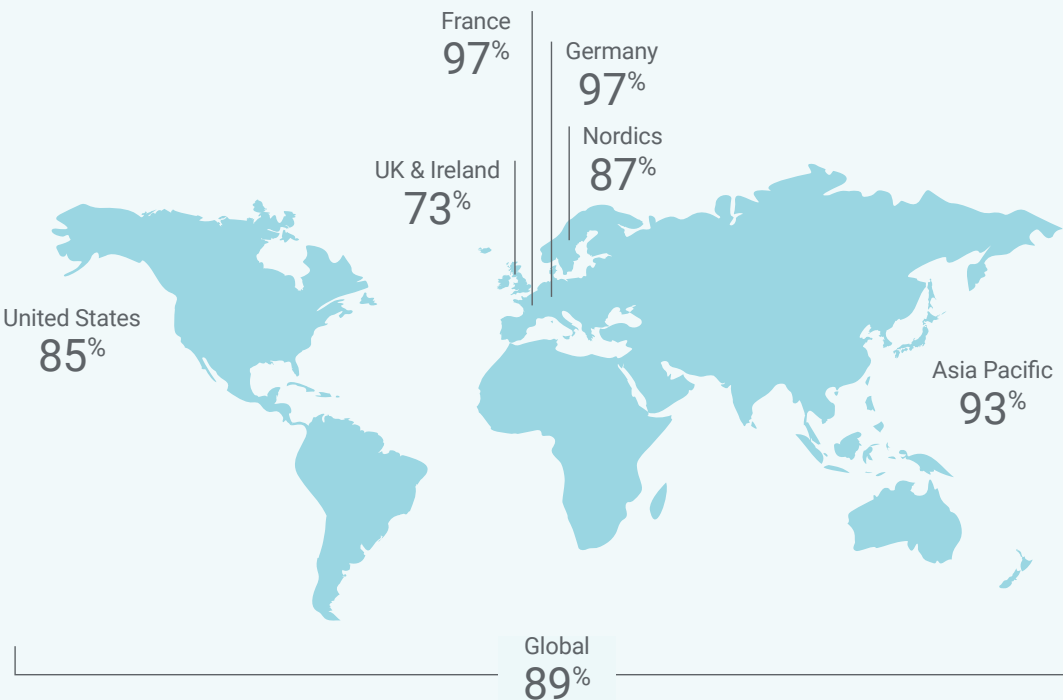 France
97%
Germany
97%
Nordics
87%
UK & Ireland
73%
United States
85%
Asia Pacific
93%
Global
89%